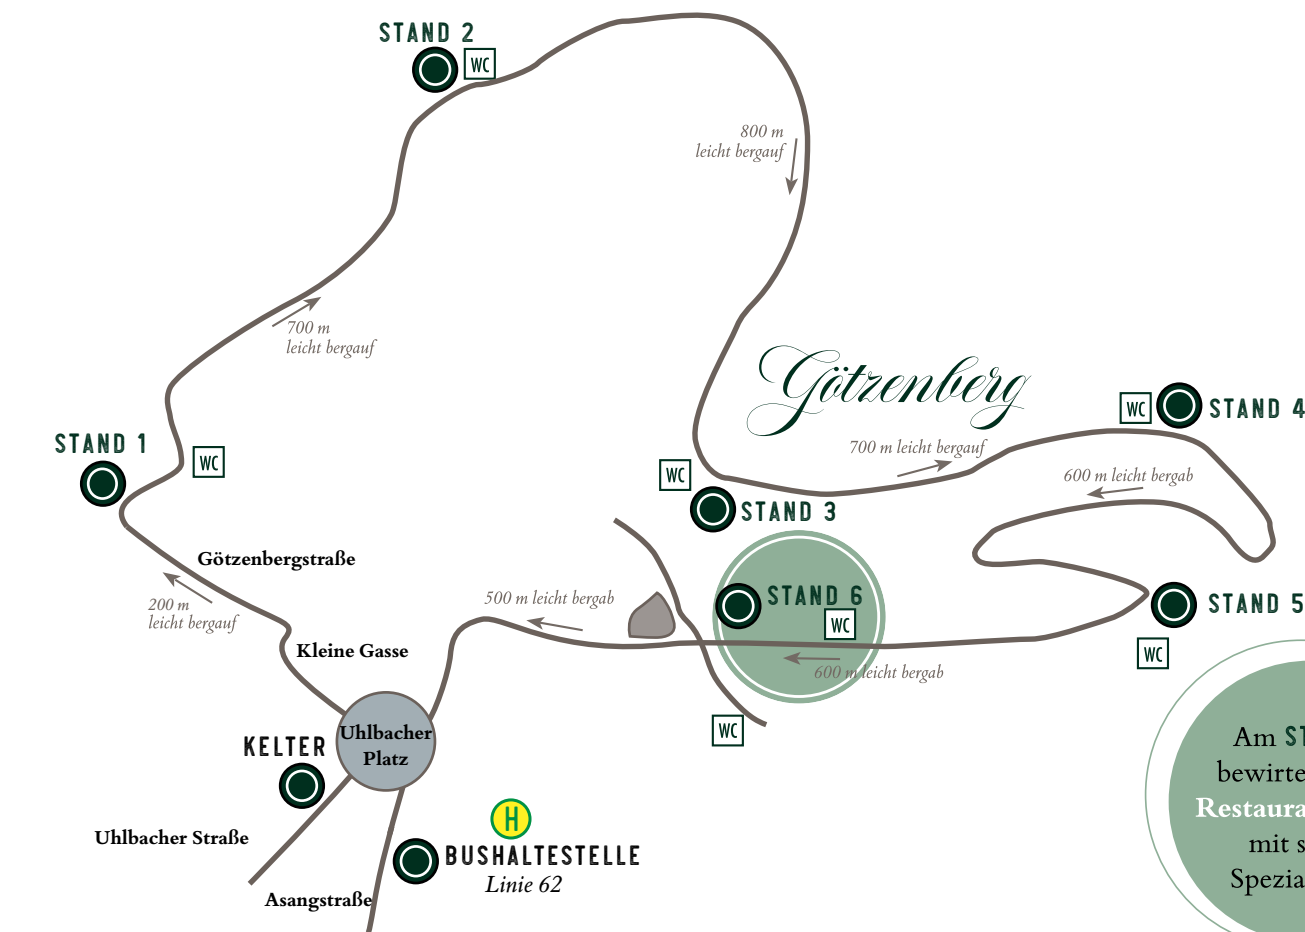 STAND 2
WC
800 m
leicht bergauf
700 m
leicht bergauf
Götzenberg
WC
STAND 4
STAND 1
WC
700 m leicht bergauf
WC
600 m leicht bergab
STAND 3
Götzenbergstraße
200 m
leicht bergauf
500 m leicht bergab
STAND 6
WC
STAND 5
Kleine Gasse
WC
600 m leicht bergab
WC
Uhlbacher
Platz
KELTER
Am ST
bewirte
Restaura
mit s
Spezia
H
Uhlbacher Straße
BUSHALTESTELLE
Linie 62
Asangstraße